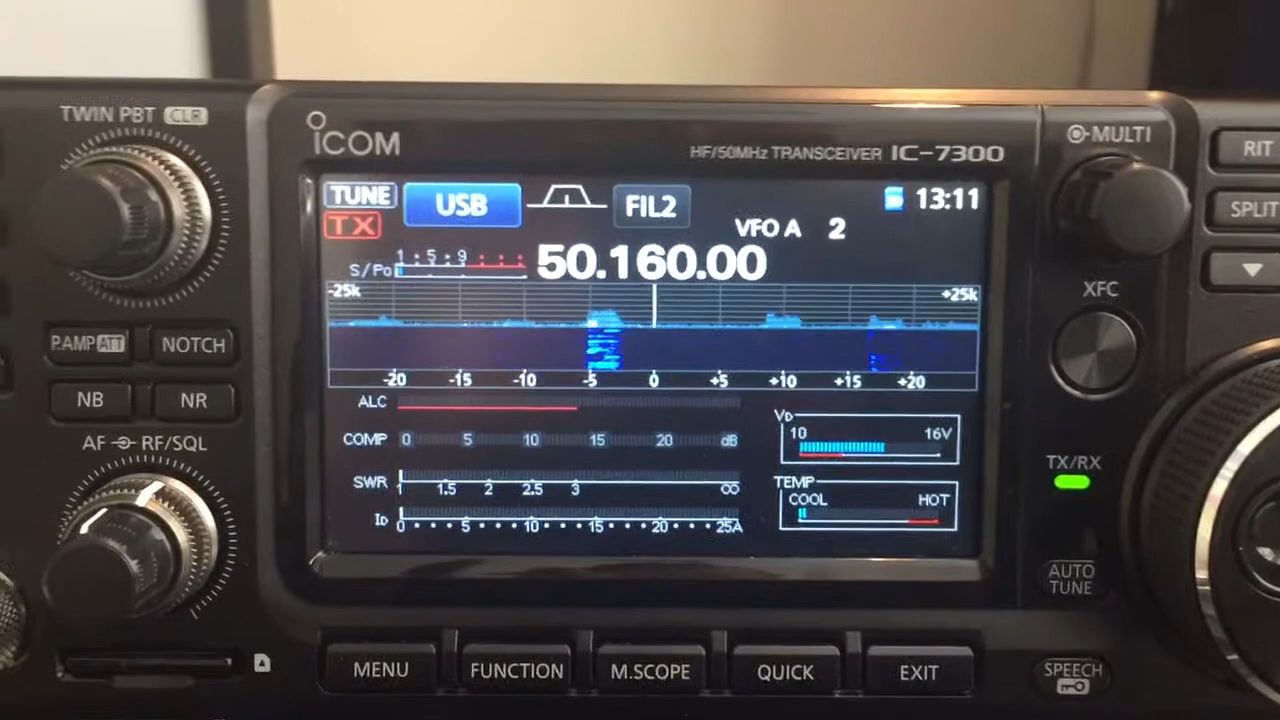 TWIN PBT CLR
ICOM
HF/50MHz TRANSCEIVER IC-7300
MULTI
RIT
SPLIT
TUNE USB FIL2 13:11
TX
VFO A 2
S/Po 1 5 9
50.160.00
-25k +25k
-20 -15 -10 -5 0 +5 +10 +15 +20
XFC
P.AMP ATT NOTCH
NB NR
AF RF/SQL
ALC
COMP 0 5 10 15 20 dB
SWR 1 1.5 2 2.5 3 ∞
ID 0 5 10 15 20 25A
VD
10 16V
TEMP
COOL HOT
TX/RX
AUTO
TUNE
MENU FUNCTION M.SCOPE QUICK EXIT
SPEECH